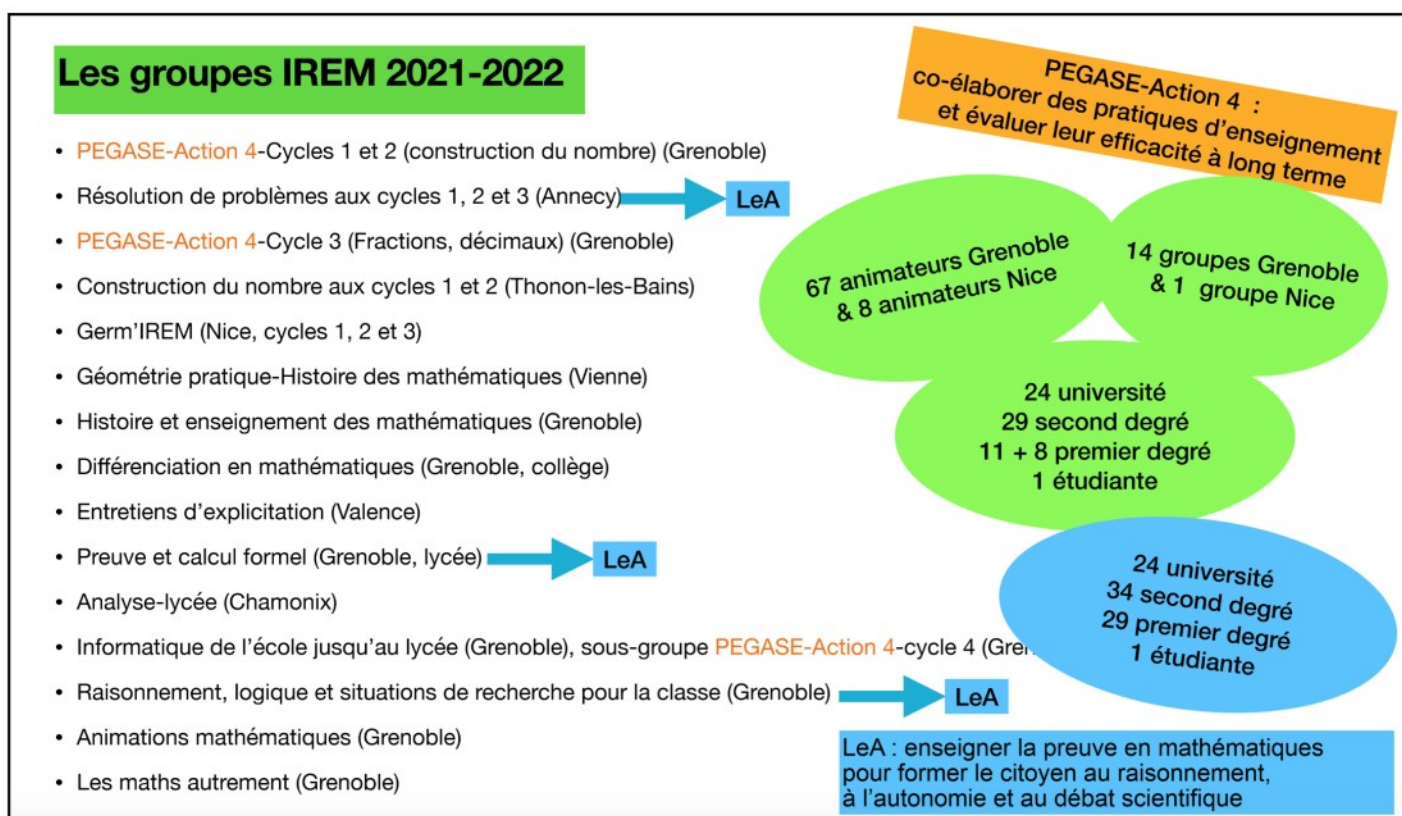 Les groupes IREM 2021-2022
• PEGASE-Action 4-Cycles 1 et 2 (construction du nombre) (Grenoble)
• Résolution de problèmes aux cycles 1, 2 et 3 (Annecy)
LeA
• PEGASE-Action 4-Cycle 3 (Fractions, décimaux) (Grenoble)
• Construction du nombre aux cycles 1 et 2 (Thonon-les-Bains)
• Germ'IREM (Nice, cycles 1, 2 et 3)
• Géométrie pratique-Histoire des mathématiques (Vienne)
• Histoire et enseignement des mathématiques (Grenoble)
• Différenciation en mathématiques (Grenoble, collège)
• Entretiens d'explicitation (Valence)
• Preuve et calcul formel (Grenoble, lycée)
LeA
• Analyse-lycée (Chamonix)
• Informatique de l'école jusqu'au lycée (Grenoble), sous-groupe PEGASE-Action 4-cycle 4
• Raisonnement, logique et situations de recherche pour la classe (Grenoble)
LeA
• Animations mathématiques (Grenoble)
• Les maths autrement (Grenoble)
PEGASE-Action 4 :
co-élaborer des pratiques d'enseignement
et évaluer leur efficacité à long terme
67 animateurs Grenoble
& 8 animateurs Nice
14 groupes Grenoble
& 1 groupe Nice
24 université
29 second degré
11 + 8 premier degré
1 étudiante
24 université
34 second degré
29 premier degré
1 étudiante
LeA : enseigner la preuve en mathématiques
pour former le citoyen au raisonnement,
à l'autonomie et au débat scientifique